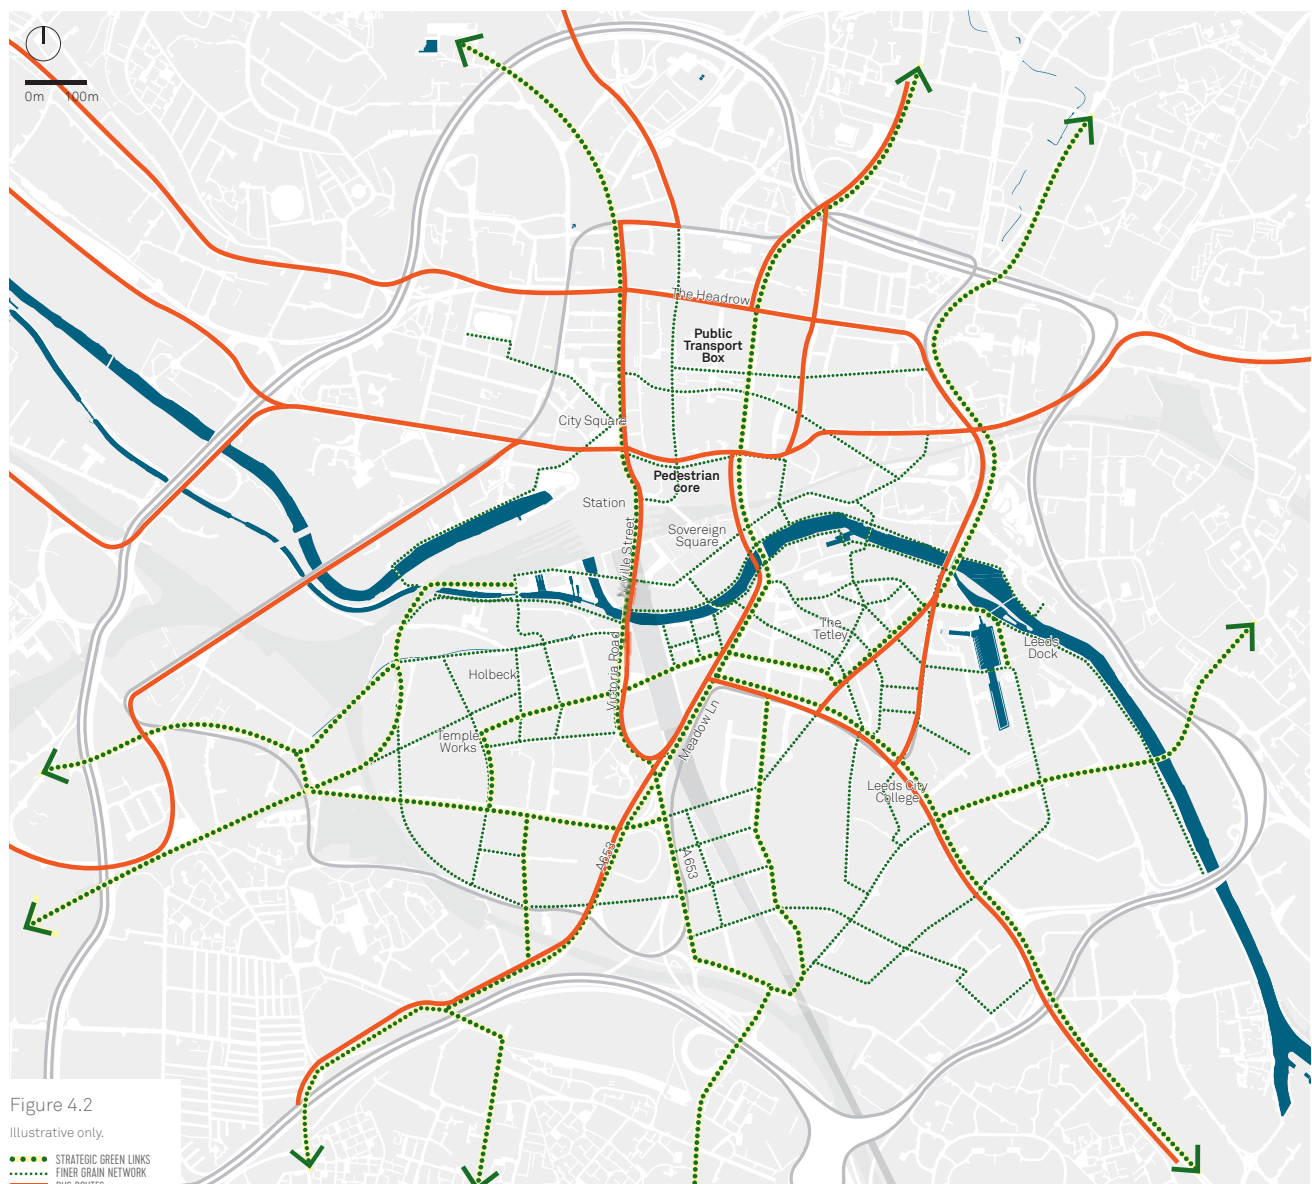 0m 100m
The Headrow
Public
Transport
Box
City Square
Pedestrian
core
Station
Sovereign
Square
Neville Street
The
Tetley
Leeds
Dock
Victoria Road
Holbeck
Meadow Ln
Temple
Works
Leeds City
College
A653
A653
Figure 4.2
Illustrative only.
STRATEGIC GREEN LINKS
FINER GRAIN NETWORK
BUS ROUTES